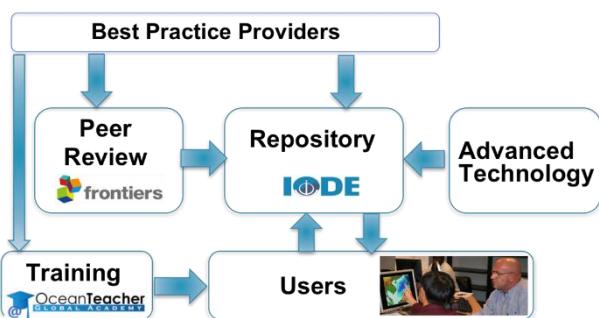 Best Practice Providers
Peer
Review
frontiers
Repository
IODE
Advanced
Technology
Training
@
OceanTeacher
GLOBAL ACADEMY
Users